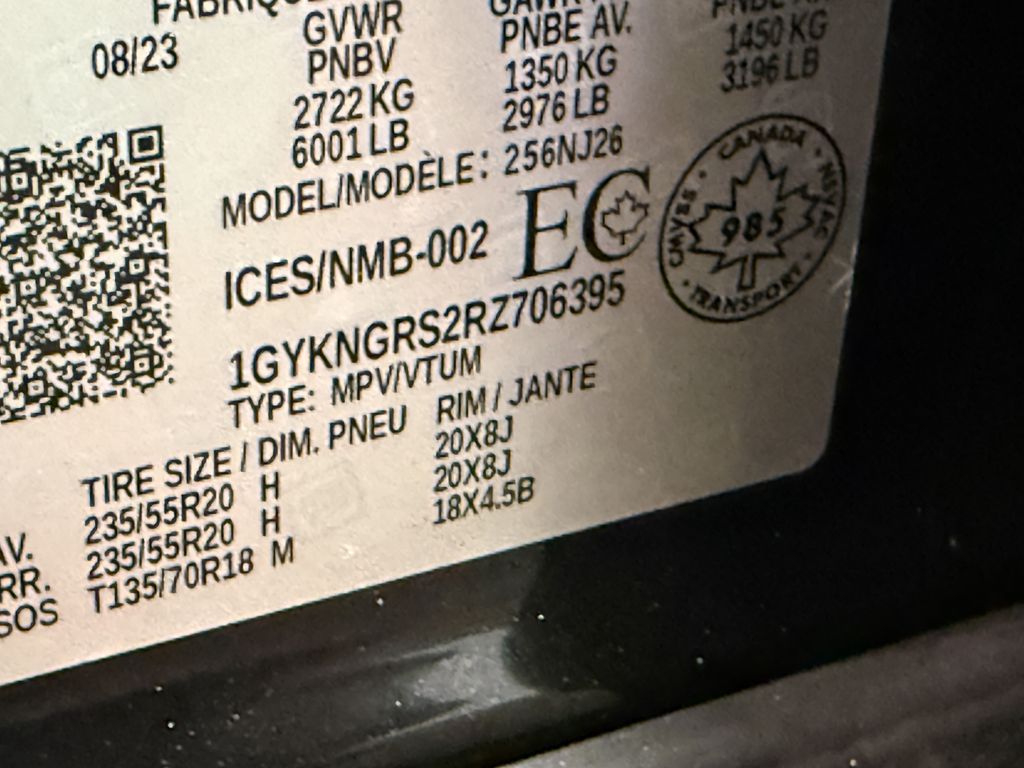 08/23
GVWR
PNBV
2722 KG
6001 LB
PNBE AV.
1350 KG
2976 LB
1450 KG
3196 LB
MODEL/MODÈLE: 256NJ26
ICES/NMB-002
EC
CANADA · NSVAC · TRANSPORT · CMVSS
985
1GYKNGRS2RZ706395
TYPE: MPV/VTUM
TIRE SIZE / DIM. PNEU RIM / JANTE
AV. 235/55R20 H 20X8J
RR. 235/55R20 H 20X8J
SOS T135/70R18 M 18X4.5B